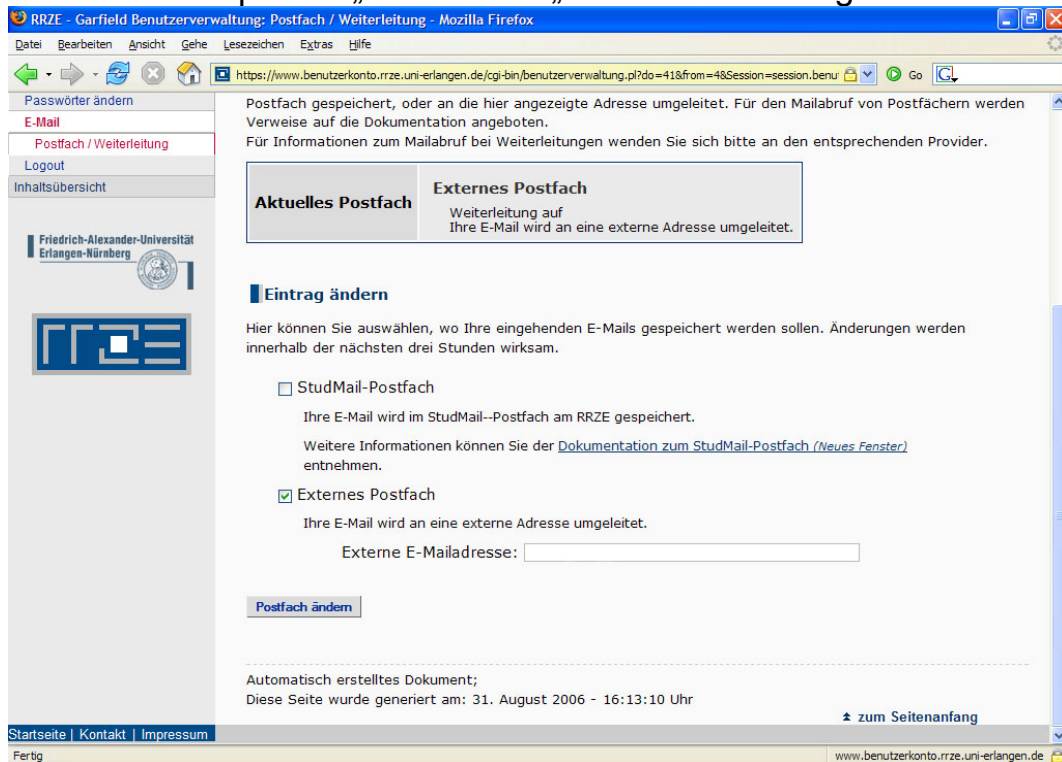 RRZE - Garfield Benutzerverwaltung: Postfach / Weiterleitung - Mozilla Firefox
Datei Bearbeiten Ansicht Gehe Lesezeichen Extras Hilfe
https://www.benutzerkonto.rrze.uni-erlangen.de/cgi-bin/benutzerverwaltung.pl?do=41&from=4&Session=session.benu
Go
Passwörter ändern
E-Mail
Postfach / Weiterleitung
Logout
Inhaltsübersicht
Friedrich-Alexander-Universität
Erlangen-Nürnberg
Postfach gespeichert, oder an die hier angezeigte Adresse umgeleitet. Für den Mailabruf von Postfächern werden
Verweise auf die Dokumentation angeboten.
Für Informationen zum Mailabruf bei Weiterleitungen wenden Sie sich bitte an den entsprechenden Provider.
Aktuelles Postfach
Externes Postfach
Weiterleitung auf
Ihre E-Mail wird an eine externe Adresse umgeleitet.
Eintrag ändern
Hier können Sie auswählen, wo Ihre eingehenden E-Mails gespeichert werden sollen. Änderungen werden
innerhalb der nächsten drei Stunden wirksam.
StudMail-Postfach
Ihre E-Mail wird im StudMail--Postfach am RRZE gespeichert.
Weitere Informationen können Sie der Dokumentation zum StudMail-Postfach (Neues Fenster)
entnehmen.
Externes Postfach
Ihre E-Mail wird an eine externe Adresse umgeleitet.
Externe E-Mailadresse:
Postfach ändern
Automatisch erstelltes Dokument;
Diese Seite wurde generiert am: 31. August 2006 - 16:13:10 Uhr
zum Seitenanfang
Startseite | Kontakt | Impressum
Fertig
www.benutzerkonto.rrze.uni-erlangen.de